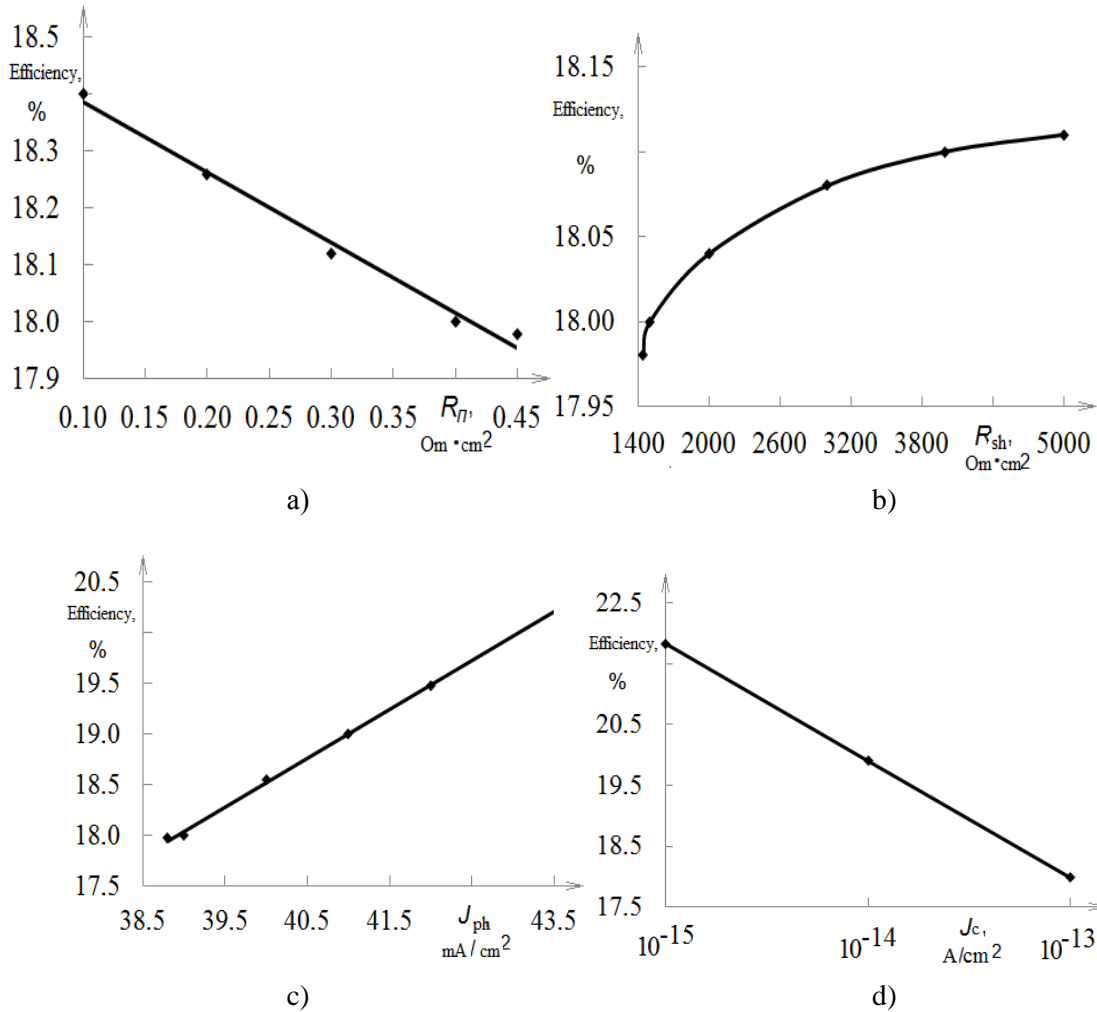 18.5
Efficiency,
%
18.3
18.2
18.1
18.0
17.9
0.10 0.15 0.20 0.25 0.30 0.35 R_П, 0.45
Om·cm²
a)
18.15
Efficiency,
%
18.05
18.00
17.95
1400 2000 2600 3200 3800 R_sh, 5000
Om·cm²
b)
20.5
Efficiency,
%
19.5
19.0
18.5
18.0
17.5
38.5 39.5 40.5 41.5 J_ph 43.5
mA/cm²
c)
22.5
Efficiency,
%
20.5
19.5
18.5
17.5
10^-15 10^-14 J_c, 10^-13
A/cm²
d)